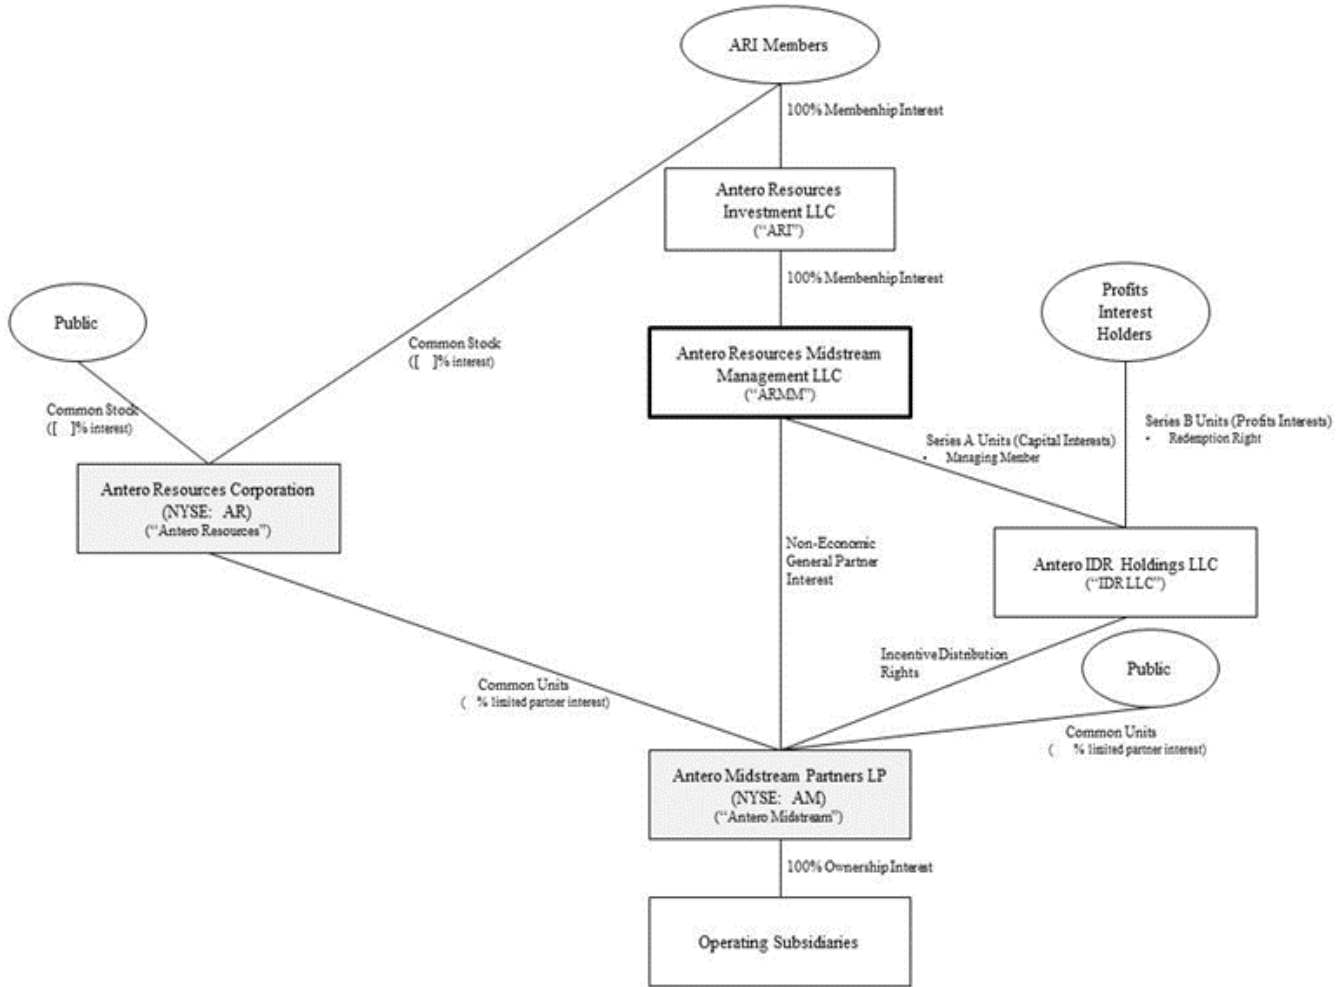 ARI Members
100% Membership Interest
Antero Resources
Investment LLC
(“ARI”)
100% Membership Interest
Public
Profits
Interest
Holders
Common Stock
([   ]% interest)
Antero Resources Midstream
Management LLC
(“ARMM”)
Common Stock
([   ]% interest)
Series A Units (Capital Interests)
• Managing Member
Series B Units (Profits Interests)
• Redemption Right
Antero Resources Corporation
(NYSE:  AR)
(“Antero Resources”)
Non-Economic
General Partner
Interest
Antero IDR Holdings LLC
(“IDR LLC”)
Incentive Distribution
Rights
Public
Common Units
(   % limited partner interest)
Common Units
(   % limited partner interest)
Antero Midstream Partners LP
(NYSE:  AM)
(“Antero Midstream”)
100% Ownership Interest
Operating Subsidiaries